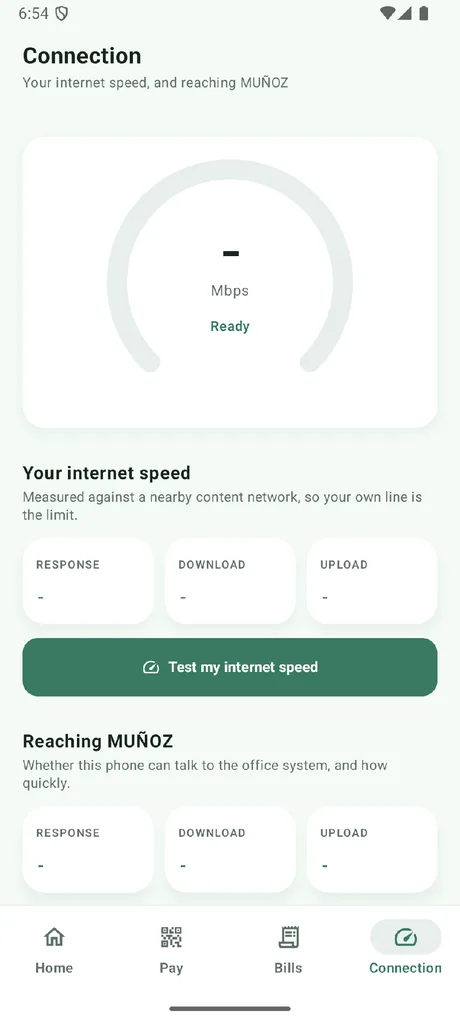 6:54
Connection
Your internet speed, and reaching MUÑOZ
-
Mbps
Ready
Your internet speed
Measured against a nearby content network, so your own line is
the limit.
RESPONSE DOWNLOAD UPLOAD
- - -
Test my internet speed
Reaching MUÑOZ
Whether this phone can talk to the office system, and how
quickly.
RESPONSE DOWNLOAD UPLOAD
- - -
Home Pay Bills Connection